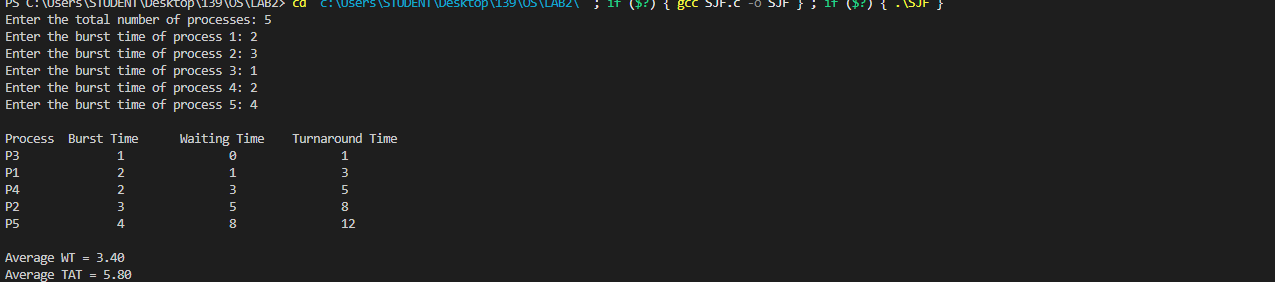 PS C:\Users\STUDENT\Desktop\139\OS\LAB2> cd "c:\Users\STUDENT\Desktop\139\OS\LAB2\" ; if ($?) { gcc SJF.c -o SJF } ; if ($?) { .\SJF }
Enter the total number of processes: 5
Enter the burst time of process 1: 2
Enter the burst time of process 2: 3
Enter the burst time of process 3: 1
Enter the burst time of process 4: 2
Enter the burst time of process 5: 4
Process Burst Time Waiting Time Turnaround Time
P3 1 0 1
P1 2 1 3
P4 2 3 5
P2 3 5 8
P5 4 8 12
Average WT = 3.40
Average TAT = 5.80